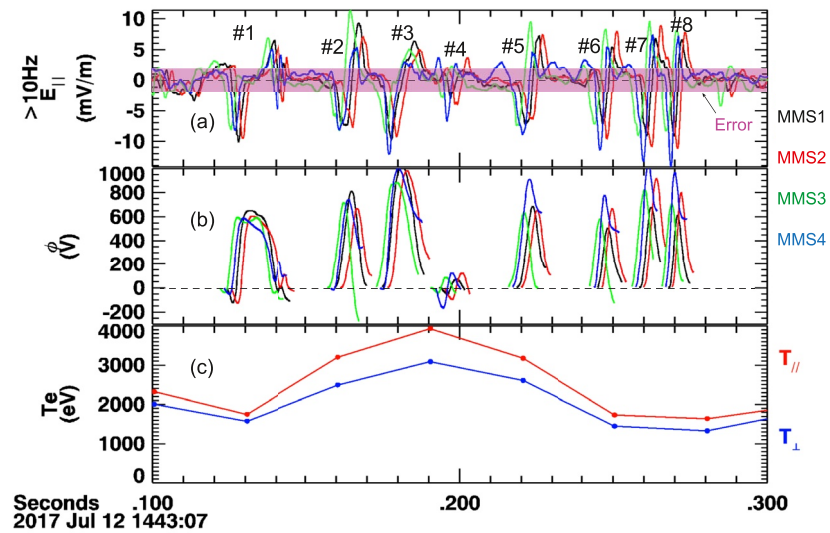 >10Hz
E||
(mV/m)
10
5
0
-5
-10
#1
#2
#3
#4
#5
#6
#7
#8
(a)
Error
MMS1
MMS2
MMS3
MMS4
ϕ
(V)
1000
800
600
400
200
0
-200
(b)
Te
(eV)
4000
3000
2000
1000
0
(c)
T//
T⊥
Seconds
.100
.200
.300
2017 Jul 12 1443:07